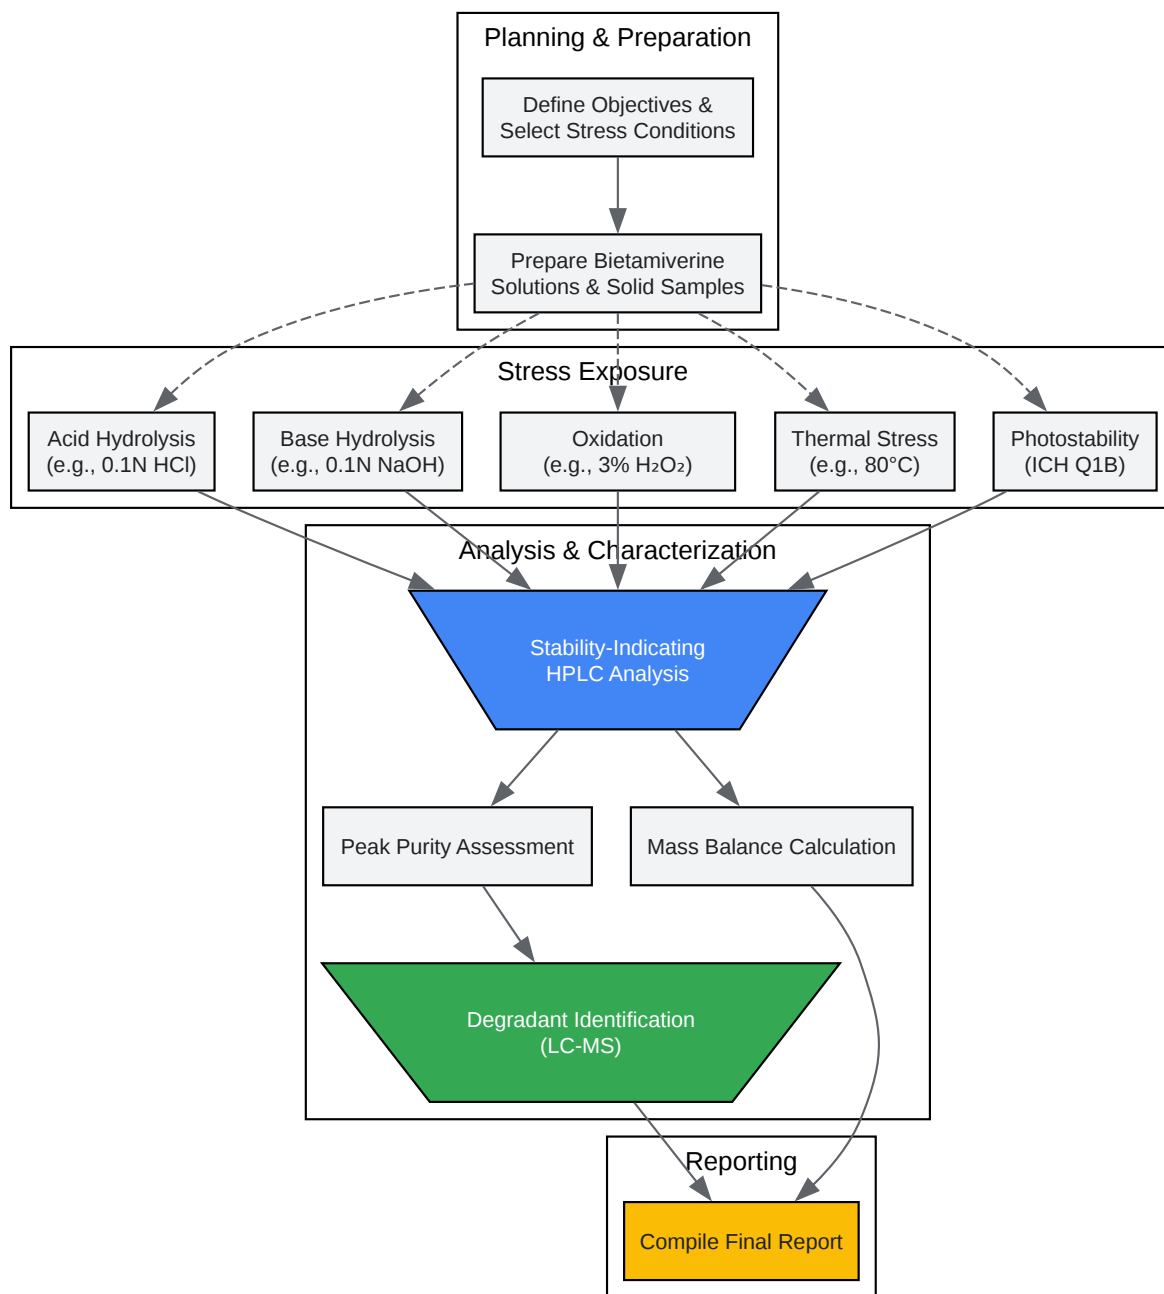 Planning & Preparation
Define Objectives &
Select Stress Conditions
Prepare Bietamiverine
Solutions & Solid Samples
Stress Exposure
Acid Hydrolysis
(e.g., 0.1N HCl)
Base Hydrolysis
(e.g., 0.1N NaOH)
Oxidation
(e.g., 3% H₂O₂)
Thermal Stress
(e.g., 80°C)
Photostability
(ICH Q1B)
Analysis & Characterization
Stability-Indicating
HPLC Analysis
Peak Purity Assessment
Mass Balance Calculation
Degradant Identification
(LC-MS)
Reporting
Compile Final Report